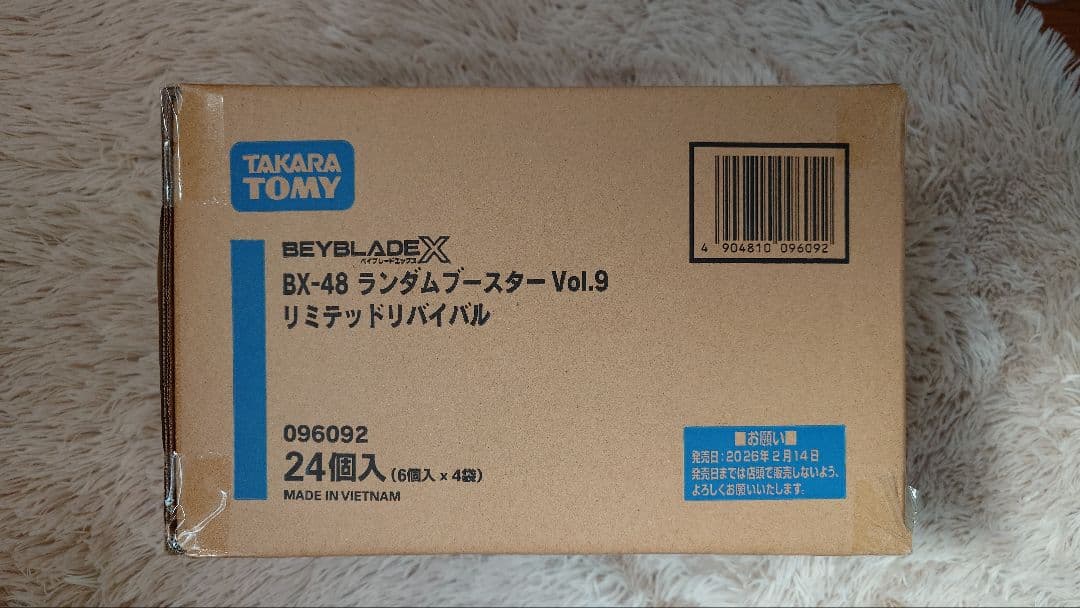 TAKARA
TOMY
4 904810 096092
BEYBLADE X
ベイブレードエックス
BX-48 ランダムブースター Vol.9
リミテッドリバイバル
096092
24個入 (6個入 x 4袋)
MADE IN VIETNAM
■お願い■
発売日:2026年2月14日
発売日までは店頭で販売しないよう、
よろしくお願いいたします。